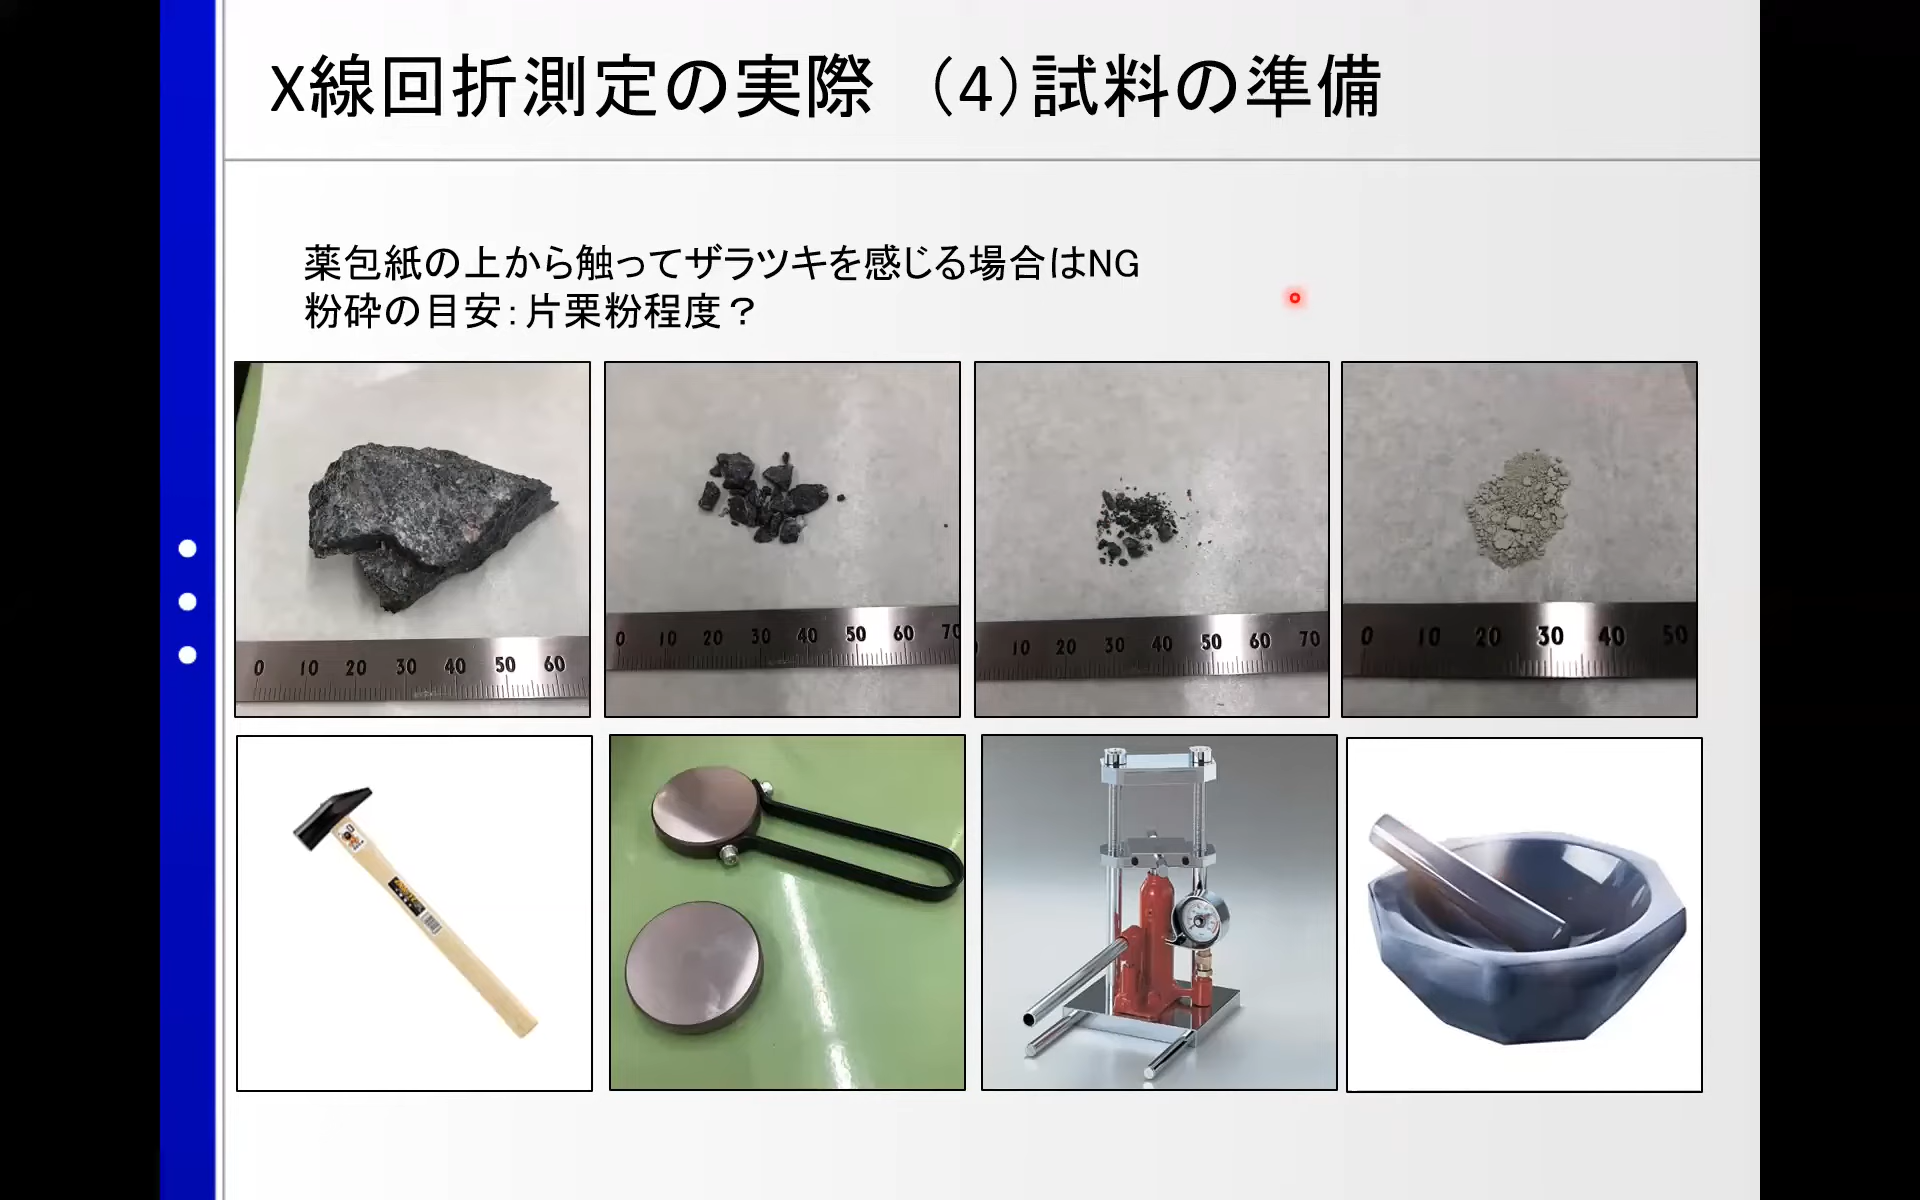 X線回折測定の実際 (4)試料の準備
薬包紙の上から触ってザラツキを感じる場合はNG
粉砕の目安:片栗粉程度?
0 10 20 30 40 50 60
0 10 20 30 40 50 60 70
10 20 30 40 50 60 70
0 10 20 30 40 50